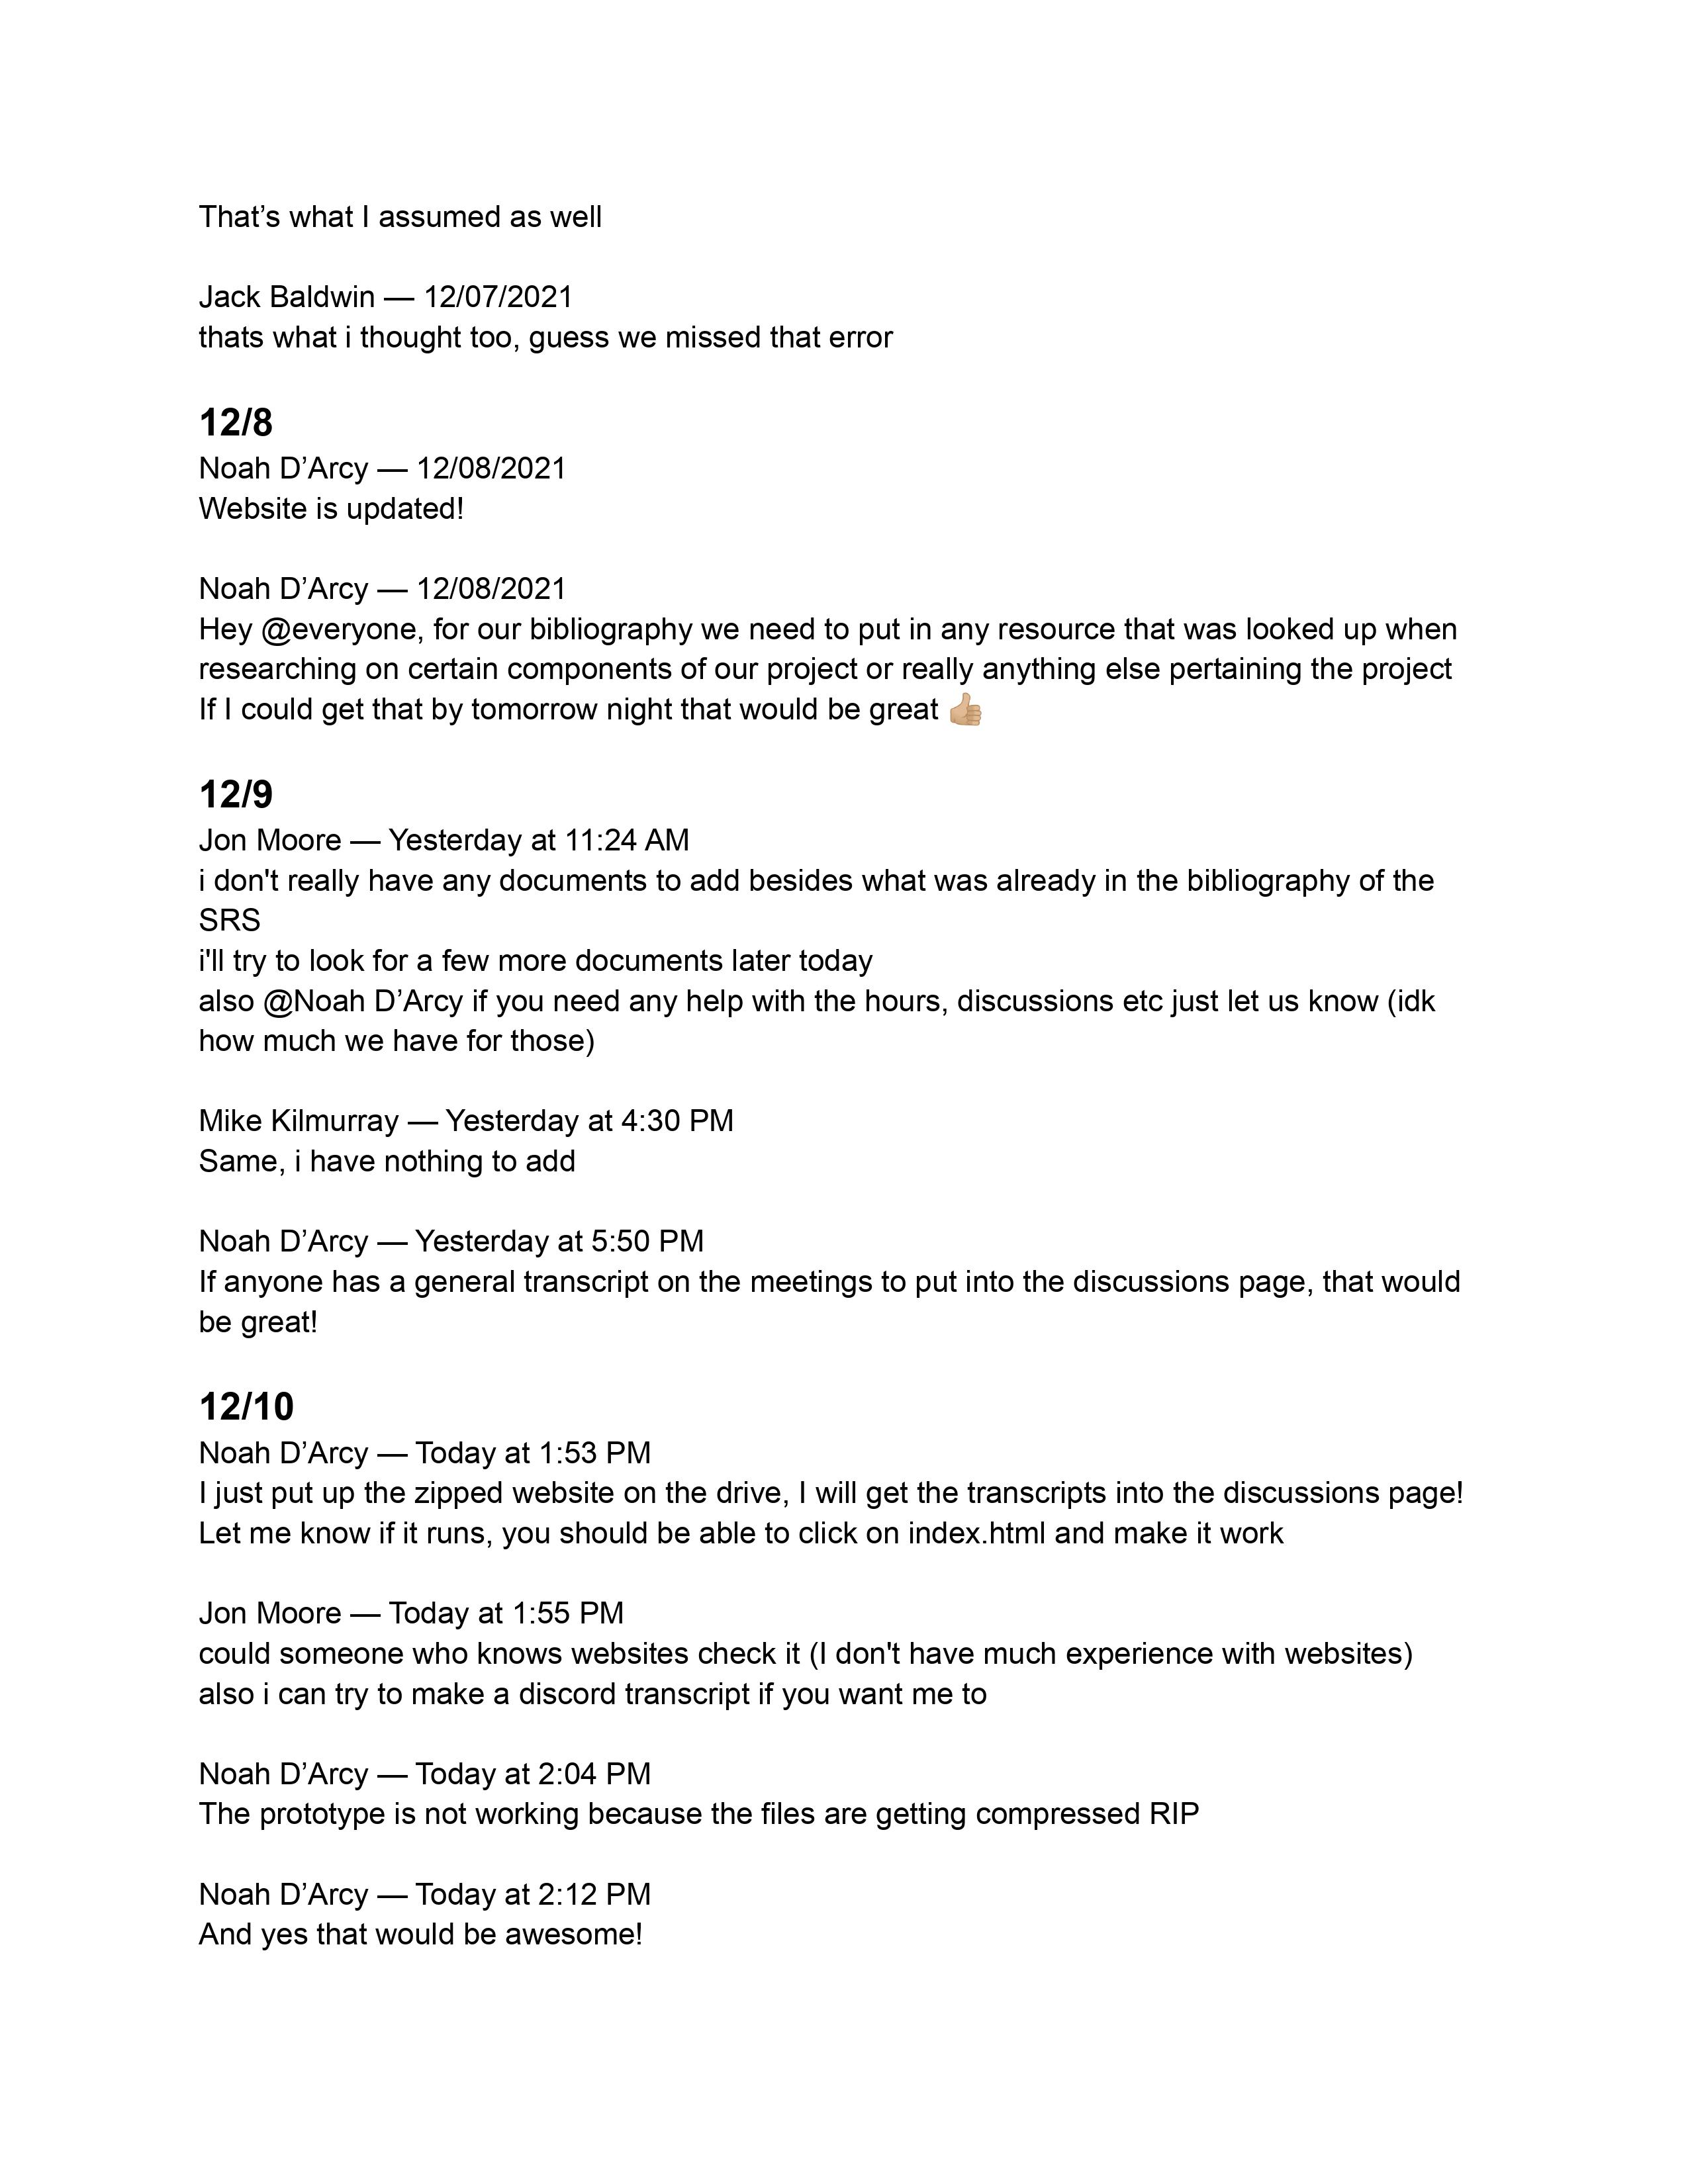 That’s what I assumed as well
Jack Baldwin — 12/07/2021
thats what i thought too, guess we missed that error
12/8
Noah D’Arcy — 12/08/2021
Website is updated!
Noah D’Arcy — 12/08/2021
Hey @everyone, for our bibliography we need to put in any resource that was looked up when
researching on certain components of our project or really anything else pertaining the project
If I could get that by tomorrow night that would be great 👍🏼
12/9
Jon Moore — Yesterday at 11:24 AM
i don't really have any documents to add besides what was already in the bibliography of the
SRS
i'll try to look for a few more documents later today
also @Noah D’Arcy if you need any help with the hours, discussions etc just let us know (idk
how much we have for those)
Mike Kilmurray — Yesterday at 4:30 PM
Same, i have nothing to add
Noah D’Arcy — Yesterday at 5:50 PM
If anyone has a general transcript on the meetings to put into the discussions page, that would
be great!
12/10
Noah D’Arcy — Today at 1:53 PM
I just put up the zipped website on the drive, I will get the transcripts into the discussions page!
Let me know if it runs, you should be able to click on index.html and make it work
Jon Moore — Today at 1:55 PM
could someone who knows websites check it (I don't have much experience with websites)
also i can try to make a discord transcript if you want me to
Noah D’Arcy — Today at 2:04 PM
The prototype is not working because the files are getting compressed RIP
Noah D’Arcy — Today at 2:12 PM
And yes that would be awesome!